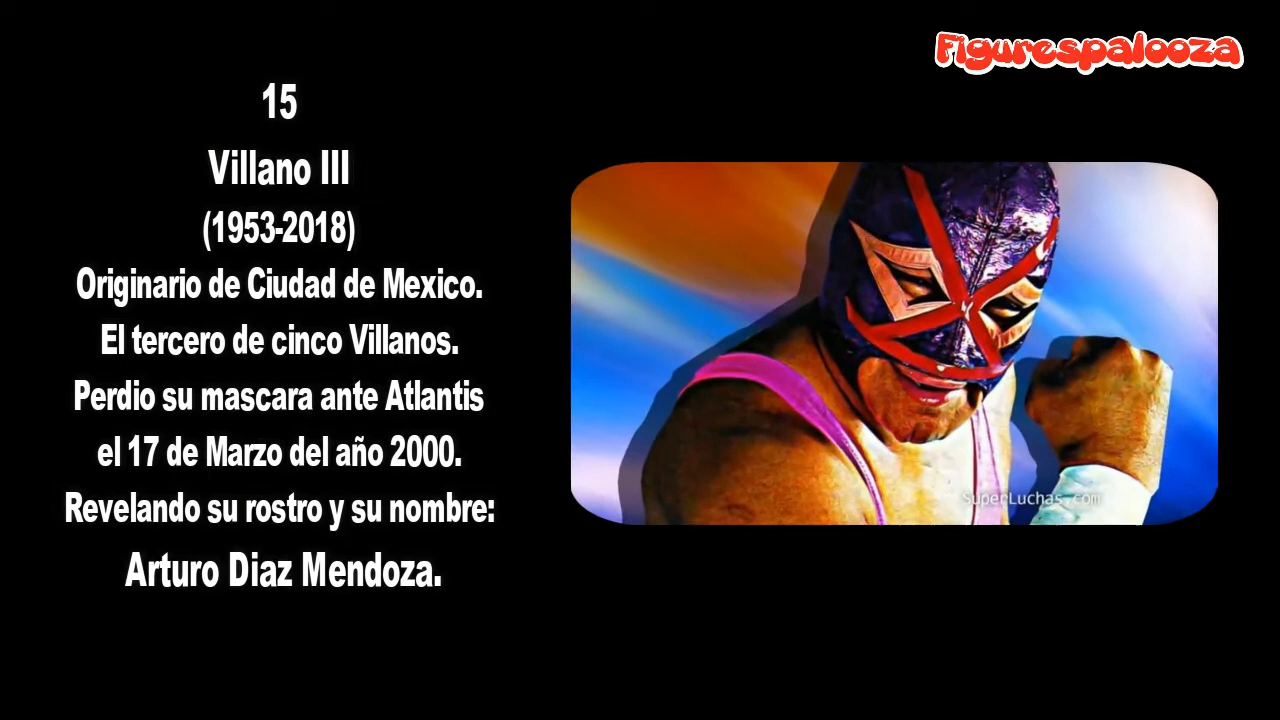 Figurespalooza
15
Villano III
(1953-2018)
Originario de Ciudad de Mexico.
El tercero de cinco Villanos.
Perdio su mascara ante Atlantis
el 17 de Marzo del año 2000.
Revelando su rostro y su nombre:
Arturo Diaz Mendoza.
SuperLuchas.com